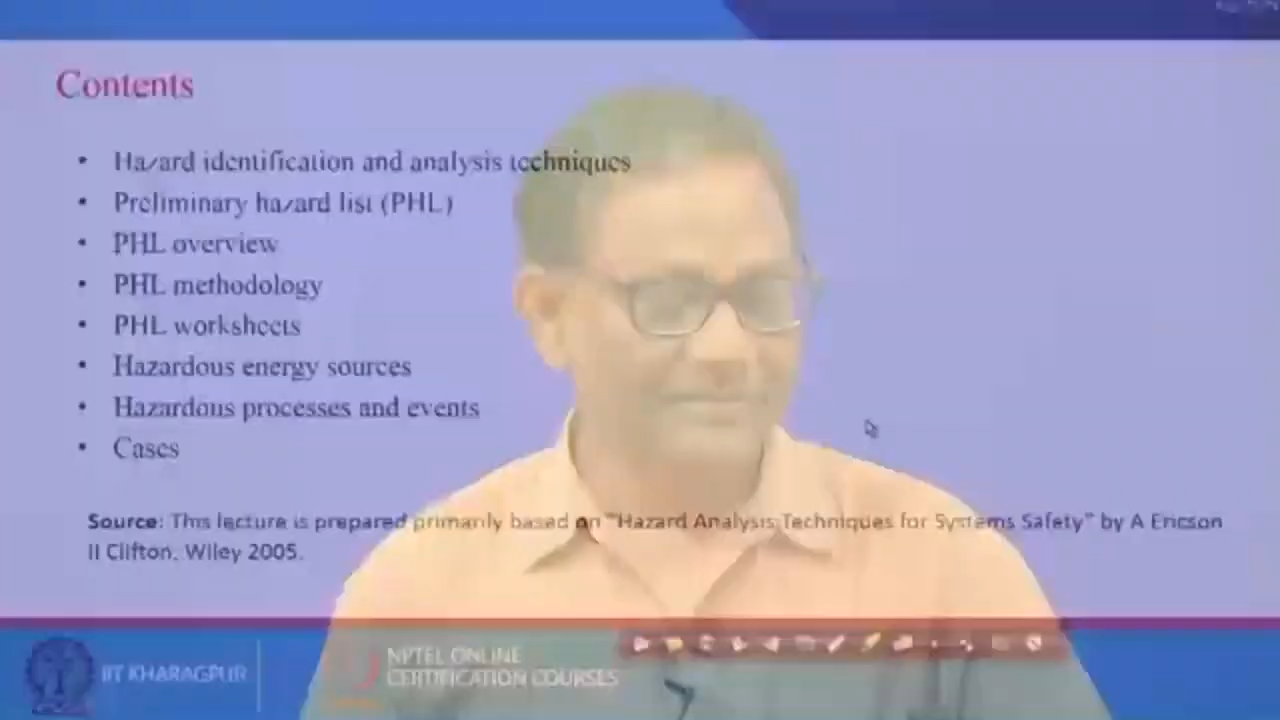 Contents
• Hazard identification and analysis techniques
• Preliminary hazard list (PHL)
• PHL overview
• PHL methodology
• PHL worksheets
• Hazardous energy sources
• Hazardous processes and events
• Cases
Source: This lecture is prepared primarily based on "Hazard Analysis Techniques for Systems Safety" by A Ericson
II Clifton, Wiley 2005.
IIT KHARAGPUR
NPTEL ONLINE
CERTIFICATION COURSES